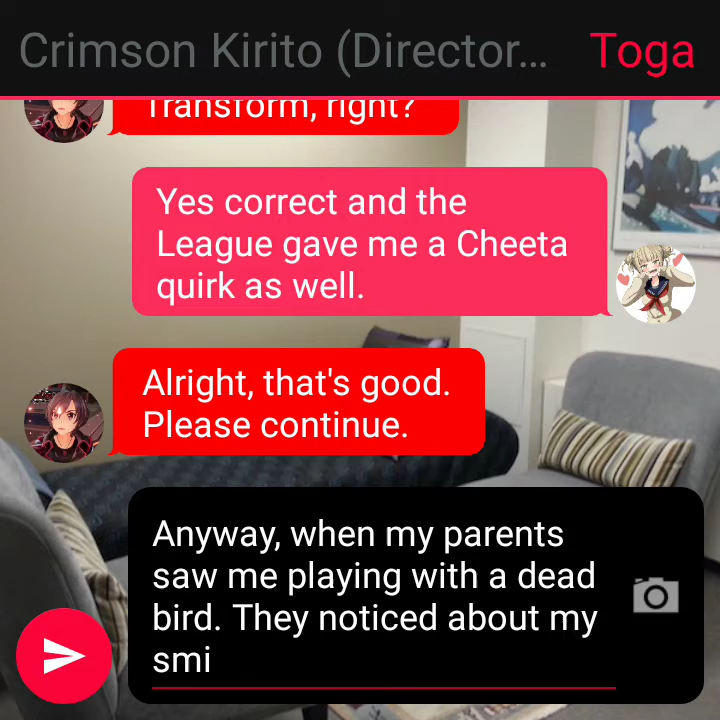 Crimson Kirito (Director... Toga
Transform, right?
Yes correct and the
League gave me a Cheeta
quirk as well.
Alright, that's good.
Please continue.
Anyway, when my parents
saw me playing with a dead
bird. They noticed about my
smi